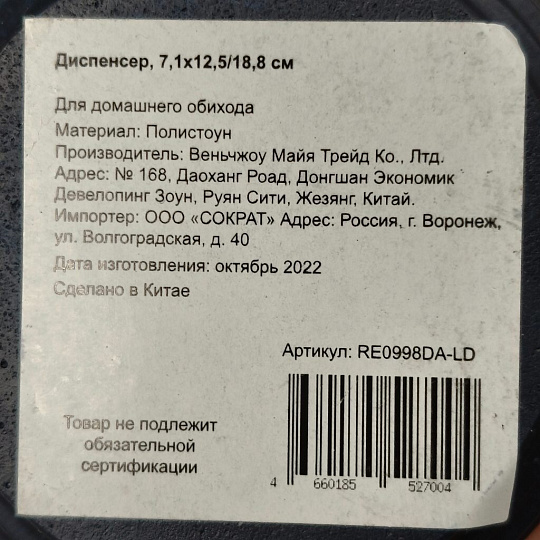 Диспенсер, 7,1х12,5/18,8 см
Для домашнего обихода
Материал: Полистоун
Производитель: Веньчжоу Майя Трейд Ко., Лтд.
Адрес: № 168, Даоханг Роад, Донгшан Экономик
Девелопинг Зоун, Руян Сити, Жезянг, Китай.
Импортер: ООО «СОКРАТ» Адрес: Россия, г. Воронеж,
ул. Волгоградская, д. 40
Дата изготовления: октябрь 2022
Сделано в Китае
Артикул: RE0998DA-LD
Товар не подлежит
обязательной
сертификации
4 660185 527004